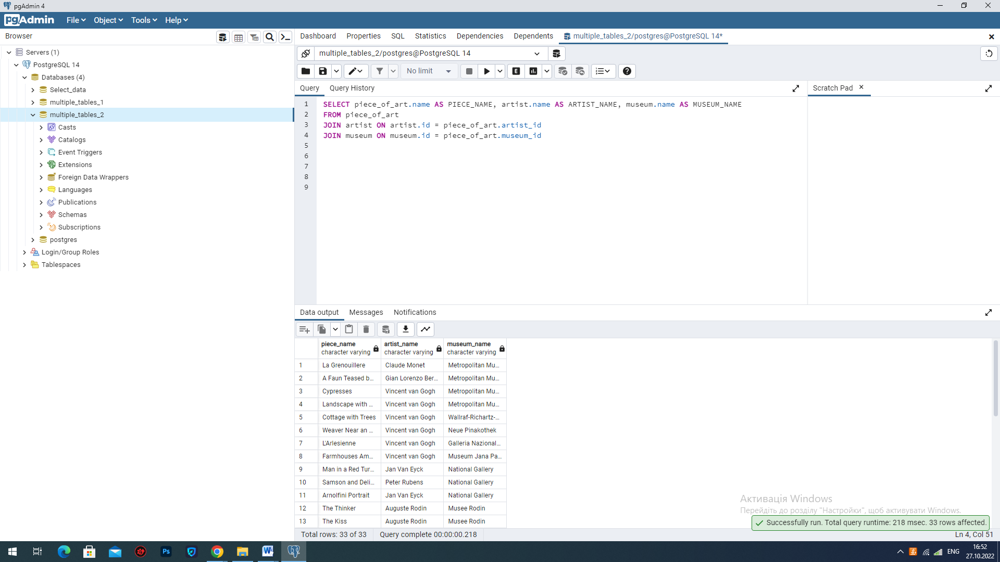 pgAdmin 4
pgAdmin File Object Tools Help
Browser
Dashboard Properties SQL Statistics Dependencies Dependents multiple_tables_2/postgres@PostgreSQL 14*
Servers (1)
PostgreSQL 14
Databases (4)
Select_data
multiple_tables_1
multiple_tables_2
Casts
Catalogs
Event Triggers
Extensions
Foreign Data Wrappers
Languages
Publications
Schemas
Subscriptions
postgres
Login/Group Roles
Tablespaces
multiple_tables_2/postgres@PostgreSQL 14
No limit
E
Query Query History
Scratch Pad
1 SELECT piece_of_art.name AS PIECE_NAME, artist.name AS ARTIST_NAME, museum.name AS MUSEUM_NAME
2 FROM piece_of_art
3 JOIN artist ON artist.id = piece_of_art.artist_id
4 JOIN museum ON museum.id = piece_of_art.museum_id
5
6
7
8
9
Data output Messages Notifications
piece_name artist_name museum_name
character varying character varying character varying
1 La Grenouillere Claude Monet Metropolitan Mu...
2 A Faun Teased b... Gian Lorenzo Ber... Metropolitan Mu...
3 Cypresses Vincent van Gogh Metropolitan Mu...
4 Landscape with ... Vincent van Gogh Metropolitan Mu...
5 Cottage with Trees Vincent van Gogh Wallraf-Richartz-...
6 Weaver Near an ... Vincent van Gogh Neue Pinakothek
7 L'Arlesienne Vincent van Gogh Galleria Nazional...
8 Farmhouses Am... Vincent van Gogh Museum Jana Pa...
9 Man in a Red Tur... Jan Van Eyck National Gallery
10 Samson and Deli... Peter Rubens National Gallery
11 Arnolfini Portrait Jan Van Eyck National Gallery
12 The Thinker Auguste Rodin Musee Rodin
13 The Kiss Auguste Rodin Musee Rodin
Активація Windows
Перейдіть до розділу "Настройки", щоб активувати Windows.
Successfully run. Total query runtime: 218 msec. 33 rows affected.
Total rows: 33 of 33 Query complete 00:00:00.218
Ln 4, Col 51
Ps
W
ENG
16:52
27.10.2022